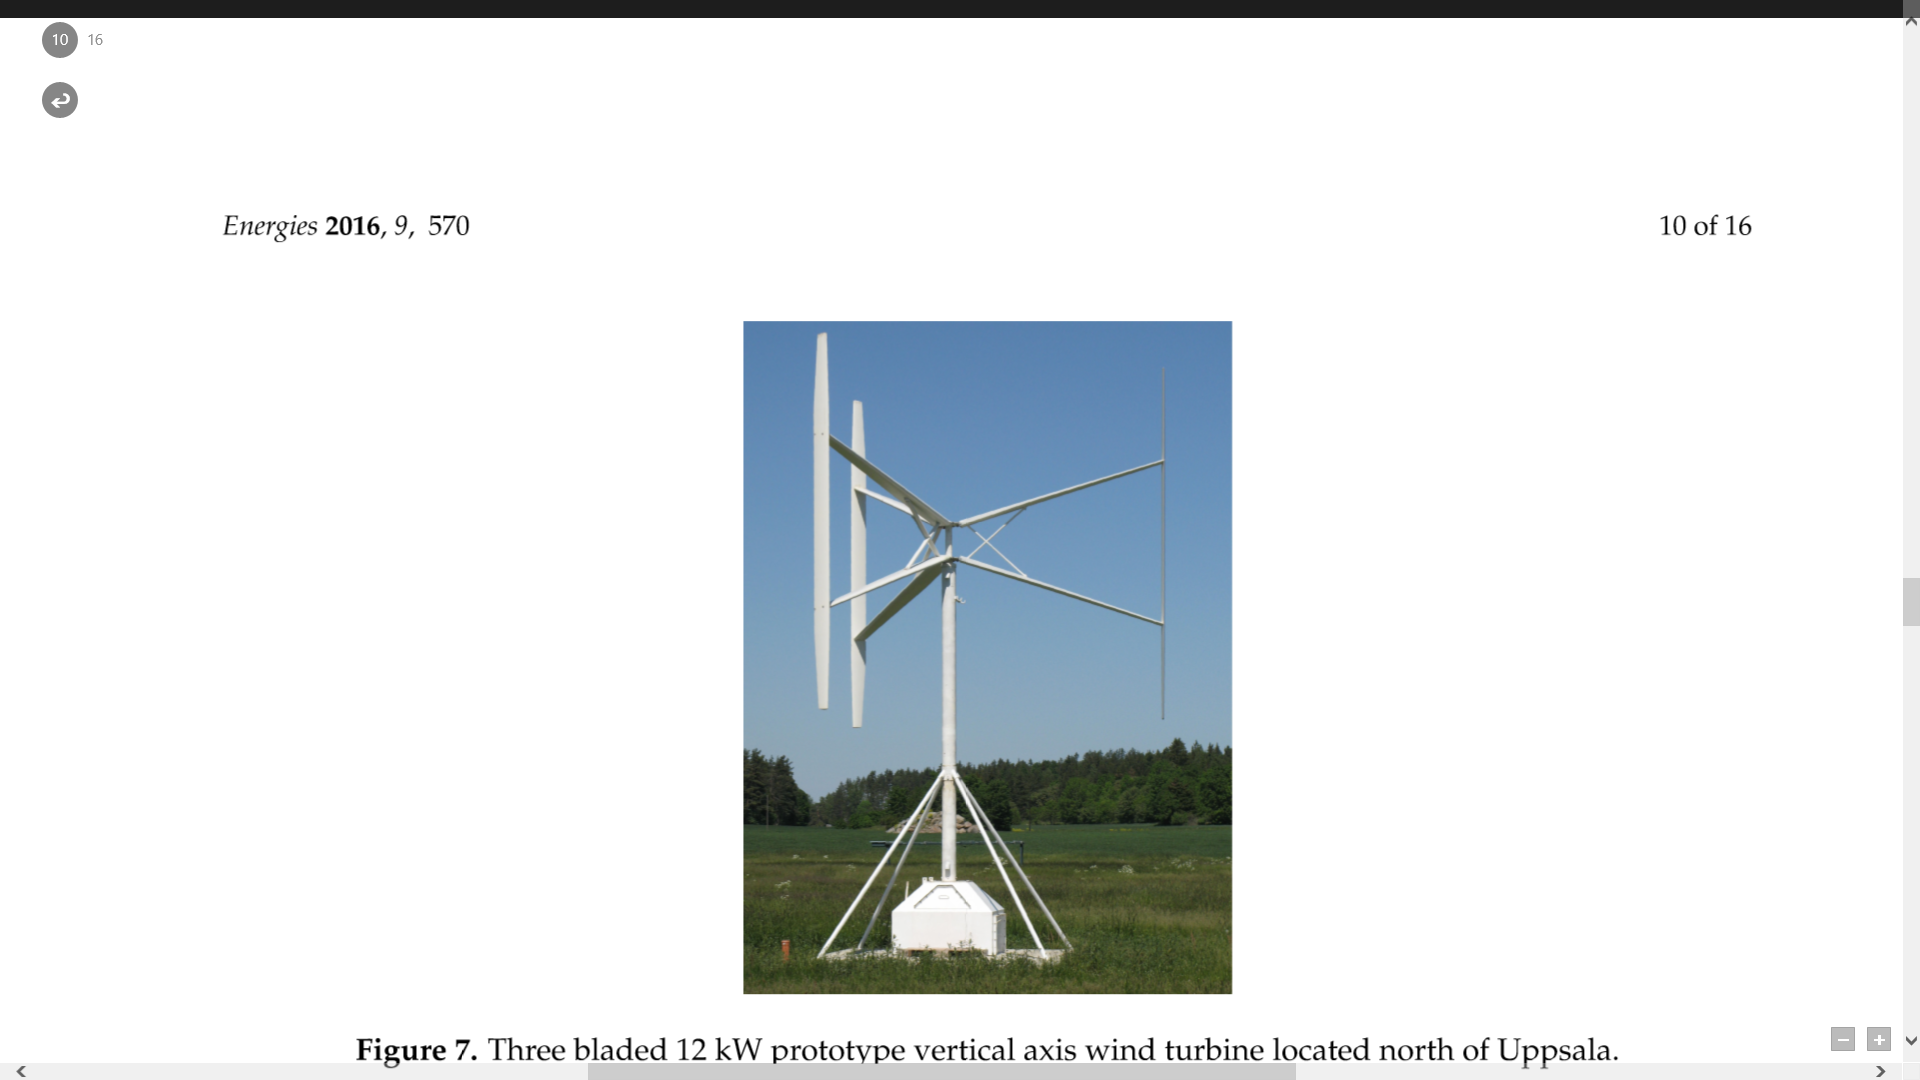 10 16
Energies 2016, 9, 570
10 of 16
Figure 7. Three bladed 12 kW prototype vertical axis wind turbine located north of Uppsala.